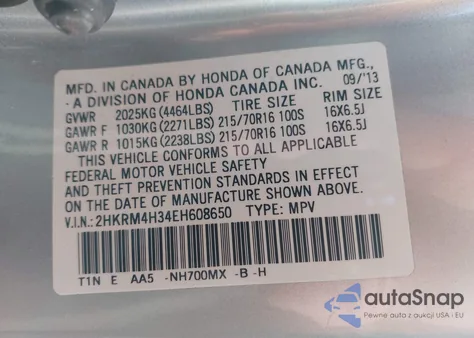 MFD. IN CANADA BY HONDA OF CANADA MFG.,
- A DIVISION OF HONDA CANADA INC. 09/'13
GVWR 2025KG (4464LBS) TIRE SIZE RIM SIZE
GAWR F 1030KG (2271LBS) 215/70R16 100S 16X6.5J
GAWR R 1015KG (2238LBS) 215/70R16 100S 16X6.5J
THIS VEHICLE CONFORMS TO ALL APPLICABLE
FEDERAL MOTOR VEHICLE SAFETY
AND THEFT PREVENTION STANDARDS IN EFFECT
ON THE DATE OF MANUFACTURE SHOWN ABOVE.
V.I.N.: 2HKRM4H34EH608650 TYPE: MPV
T1N E AA5 -NH700MX -B -H
autoSnap
Pewne auta z aukcji USA i EU